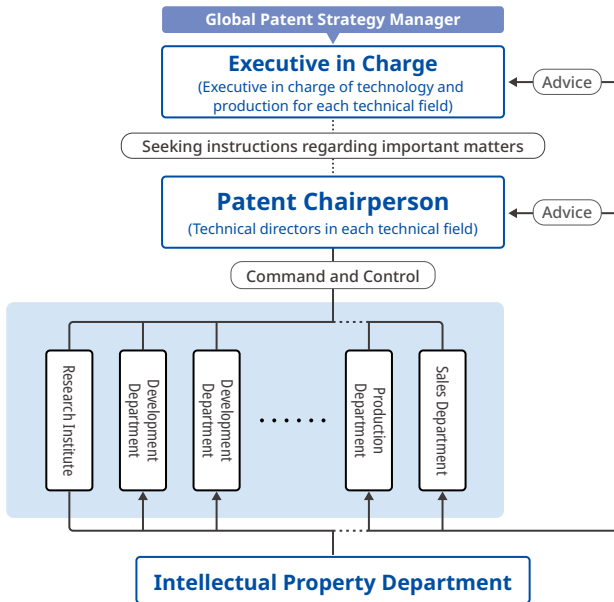 Global Patent Strategy Manager
Executive in Charge
(Executive in charge of technology and
production for each technical field)
Advice
Seeking instructions regarding important matters
Patent Chairperson
(Technical directors in each technical field)
Advice
Command and Control
Research Institute
Development
Department
Development
Department
......
Production
Department
Sales Department
Intellectual Property Department